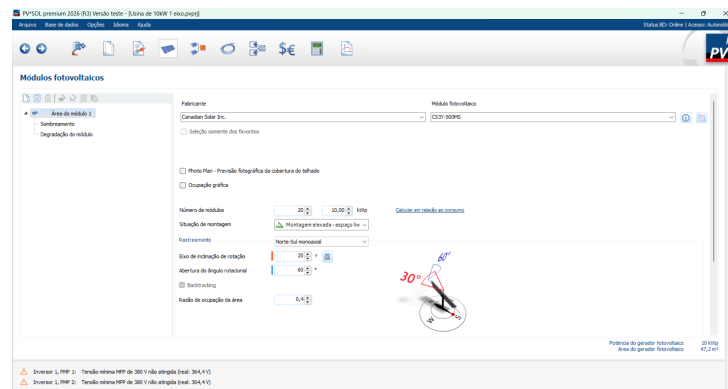 PV*SOL premium 2026 (R3) Versão teste - [Usina de 10kW 1 eixo.pvprj]
Arquivo Base de dados Opções Idioma Ajuda
Status BD: Online | Acesso: Automáti
PV
Módulos fotovoltaicos
Área do módulo 1
Sombreamento
Degradação do módulo
Fabricante
Módulo fotovoltaico
Canadian Solar Inc.
CS3Y-500MS
Seleção somente dos favoritos
Photo Plan - Previsão fotográfica da cobertura do telhado
Ocupação gráfica
Número de módulos 20 10,00 kWp Calcular em relação ao consumo
Situação de montagem Montagem elevada - espaço liv
Rastreamento Norte-Sul monoaxial
Eixo de inclinação de rotação 20 °
Abertura do ângulo rotacional 60 °
Backtracking
Razão de ocupação da área 0,4
60°
30°
W S
Potência do gerador fotovoltaico 10 kWp
Área do gerador fotovoltaico 47,2 m²
Inversor 1, PMP 1: Tensão mínima MPP de 380 V não atingida (real: 364,4 V)
Inversor 1, PMP 2: Tensão mínima MPP de 380 V não atingida (real: 364,4 V)